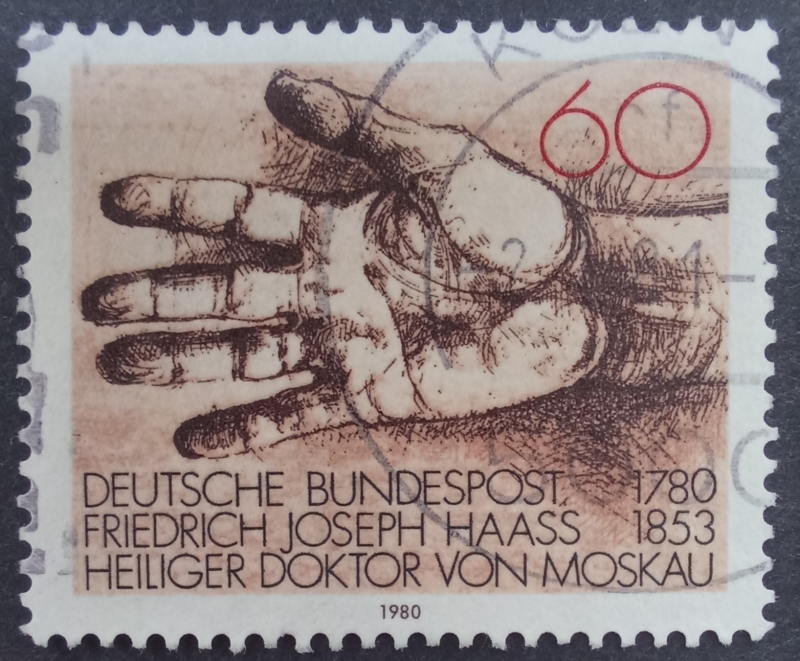 60
DEUTSCHE BUNDESPOST 1780
FRIEDRICH JOSEPH HAASS 1853
HEILIGER DOKTOR VON MOSKAU
1980